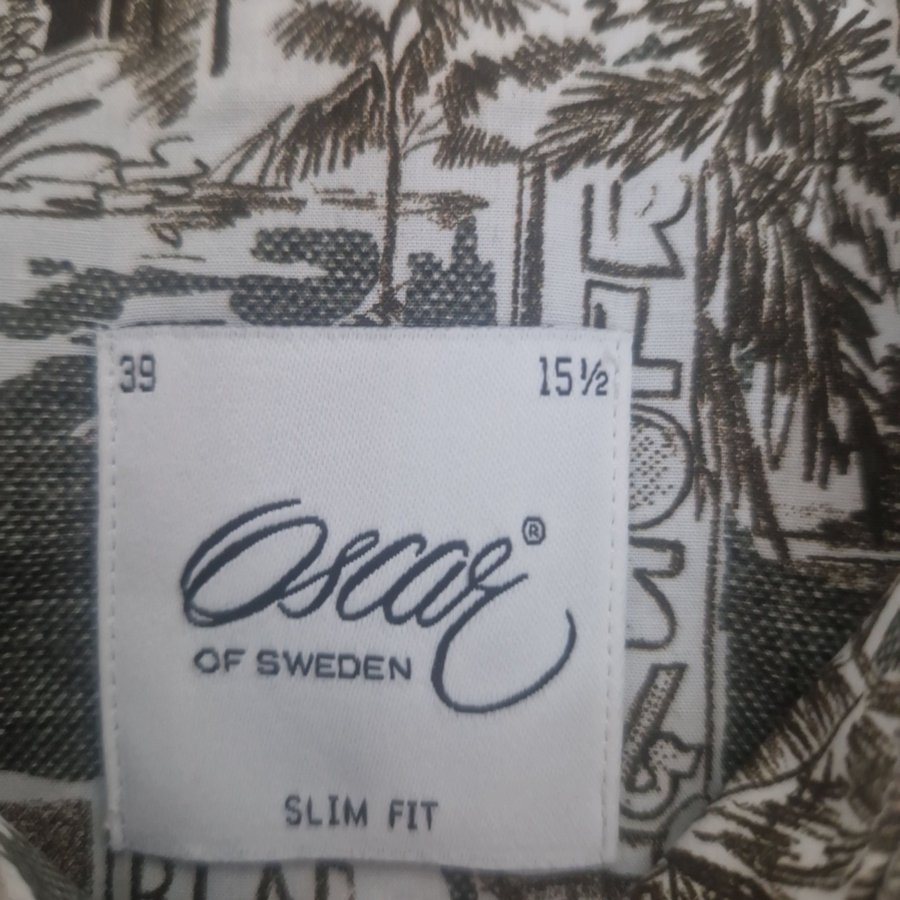 39 15½
Oscar®
OF SWEDEN
SLIM FIT